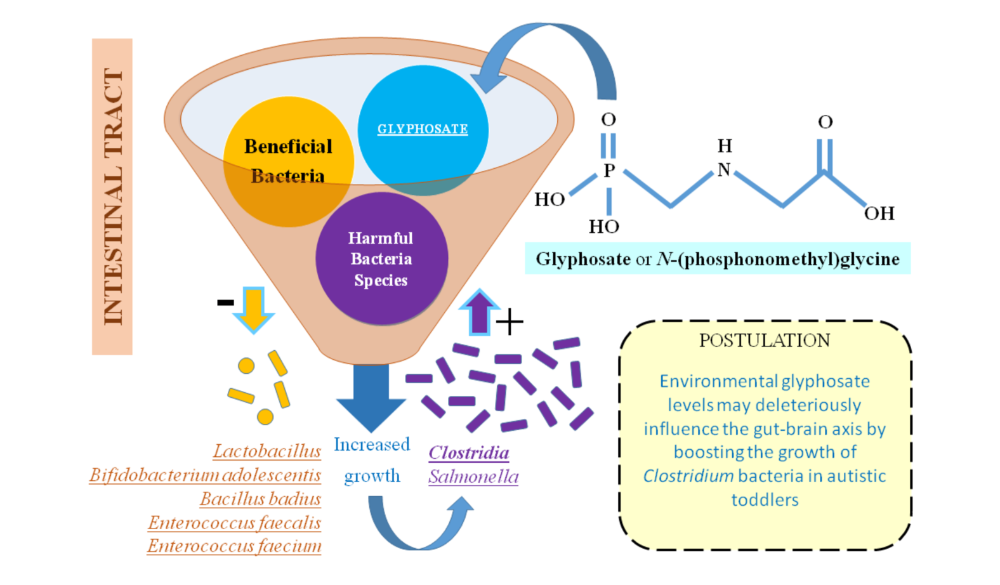 INTESTINAL TRACT
Beneficial
Bacteria
GLYPHOSATE
Harmful
Bacteria
Species
O
P
HO
HO
H
N
O
OH
Glyphosate or N-(phosphonomethyl)glycine
-
+
Lactobacillus
Bifidobacterium adolescentis
Bacillus badius
Enterococcus faecalis
Enterococcus faecium
Increased
growth
Clostridia
Salmonella
POSTULATION
Environmental glyphosate
levels may deleteriously
influence the gut-brain axis by
boosting the growth of
Clostridium bacteria in autistic
toddlers